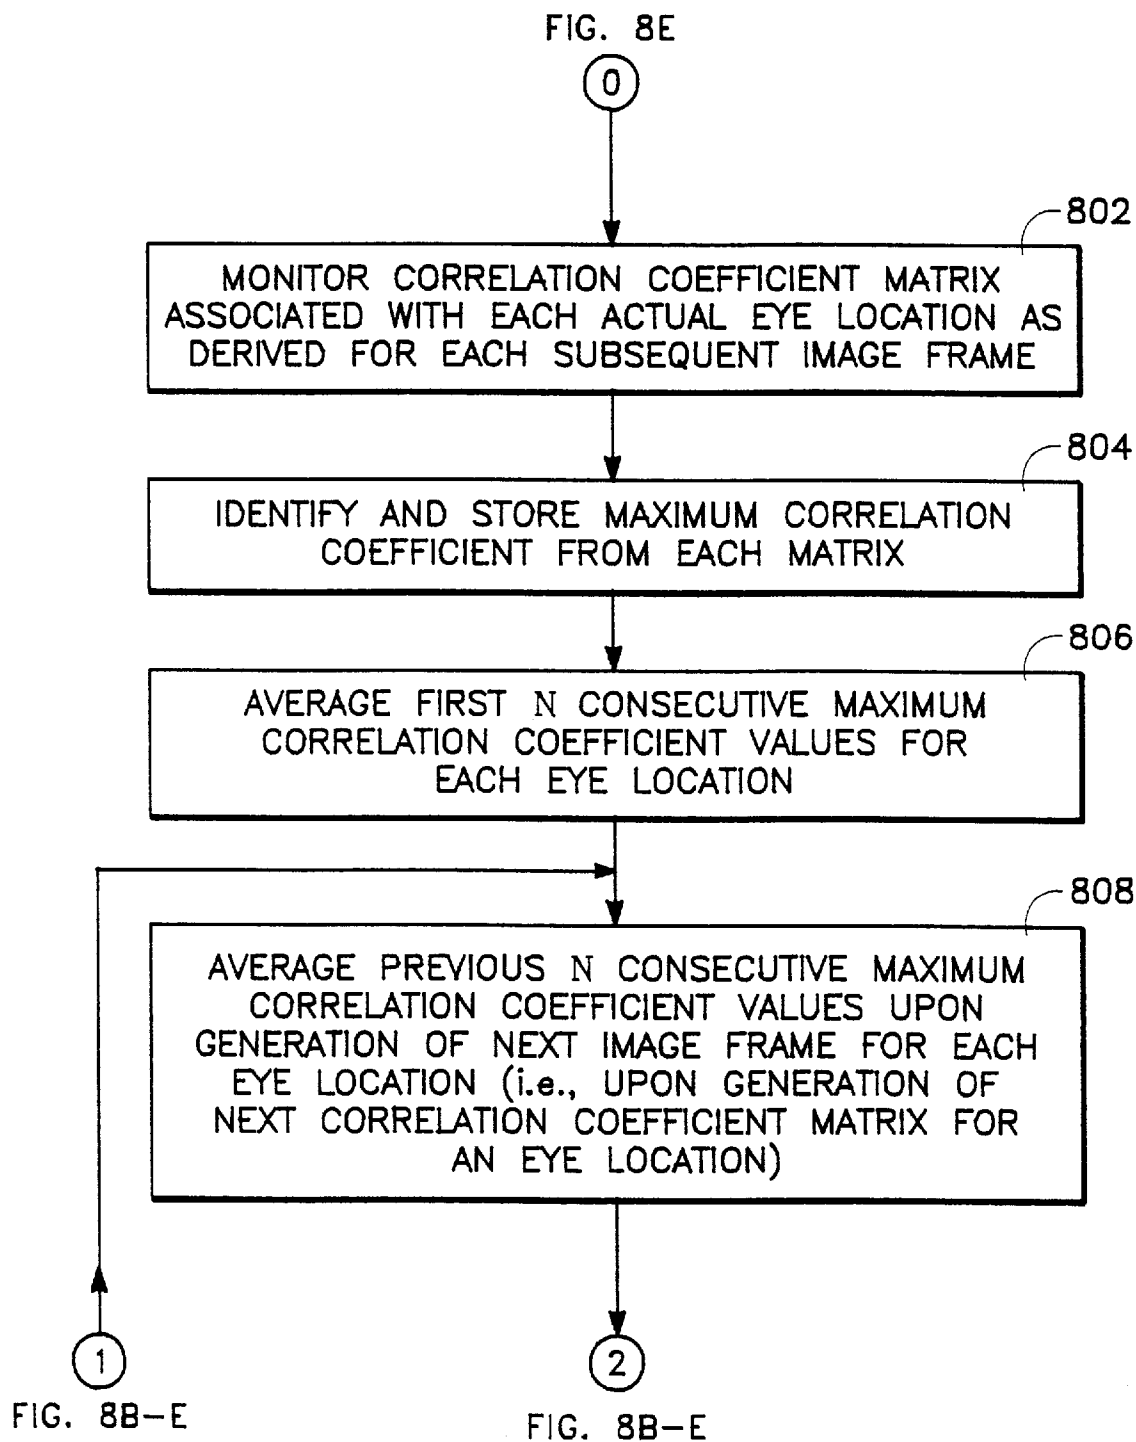 FIG. 8E
0
802
MONITOR CORRELATION COEFFICIENT MATRIX
ASSOCIATED WITH EACH ACTUAL EYE LOCATION AS
DERIVED FOR EACH SUBSEQUENT IMAGE FRAME
804
IDENTIFY AND STORE MAXIMUM CORRELATION
COEFFICIENT FROM EACH MATRIX
806
AVERAGE FIRST N CONSECUTIVE MAXIMUM
CORRELATION COEFFICIENT VALUES FOR
EACH EYE LOCATION
808
AVERAGE PREVIOUS N CONSECUTIVE MAXIMUM
CORRELATION COEFFICIENT VALUES UPON
GENERATION OF NEXT IMAGE FRAME FOR EACH
EYE LOCATION (i.e., UPON GENERATION OF
NEXT CORRELATION COEFFICIENT MATRIX FOR
AN EYE LOCATION)
1
FIG. 8B-E
2
FIG. 8B-E